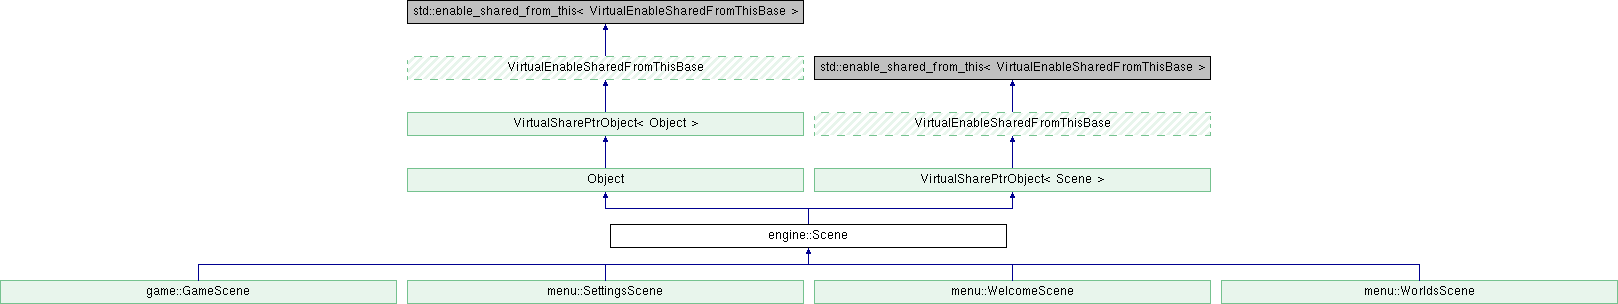 std::enable_shared_from_this< VirtualEnableSharedFromThisBase >
VirtualEnableSharedFromThisBase
std::enable_shared_from_this< VirtualEnableSharedFromThisBase >
VirtualSharePtrObject< Object >
VirtualEnableSharedFromThisBase
Object
VirtualSharePtrObject< Scene >
engine::Scene
game::GameScene
menu::SettingsScene
menu::WelcomeScene
menu::WorldsScene